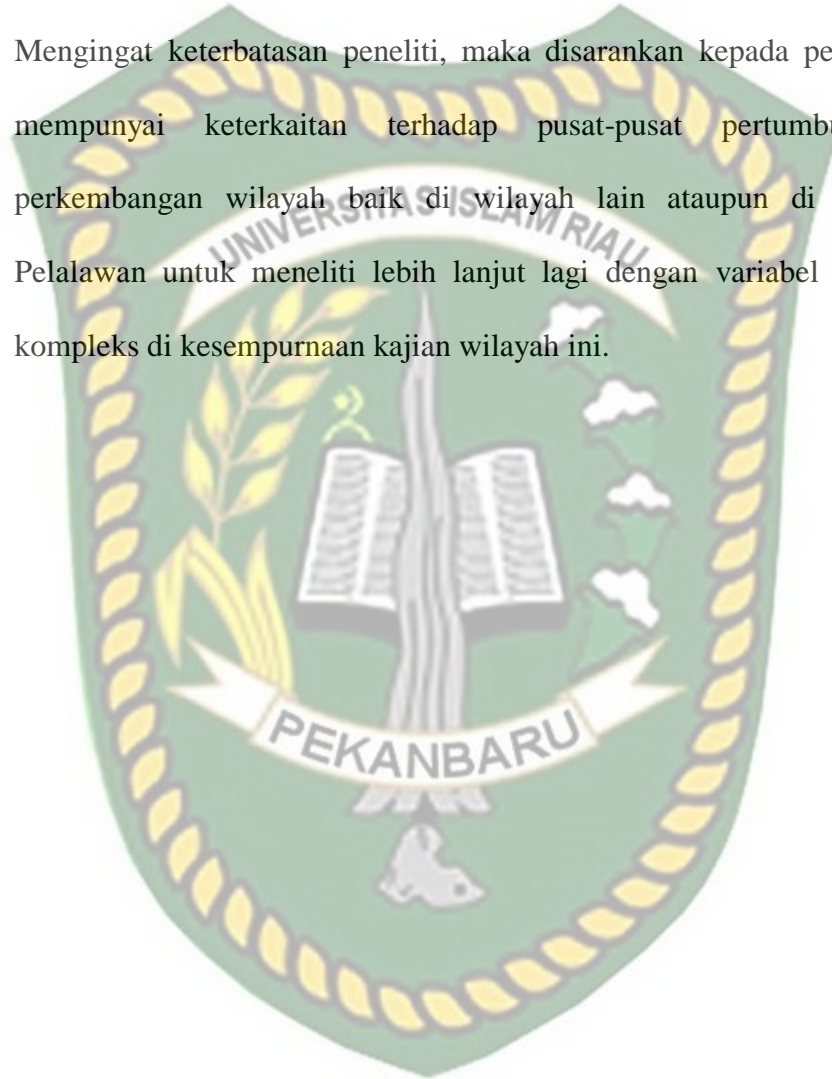 Mengingat keterbatasan peneliti, maka disarankan kepada pe
mempunyai keterkaitan terhadap pusat-pusat pertumbu
perkembangan wilayah baik di wilayah lain ataupun di
Pelalawan untuk meneliti lebih lanjut lagi dengan variabel
kompleks di kesempurnaan kajian wilayah ini.
UNIVERSITAS ISLAM RIAU
PEKANBARU